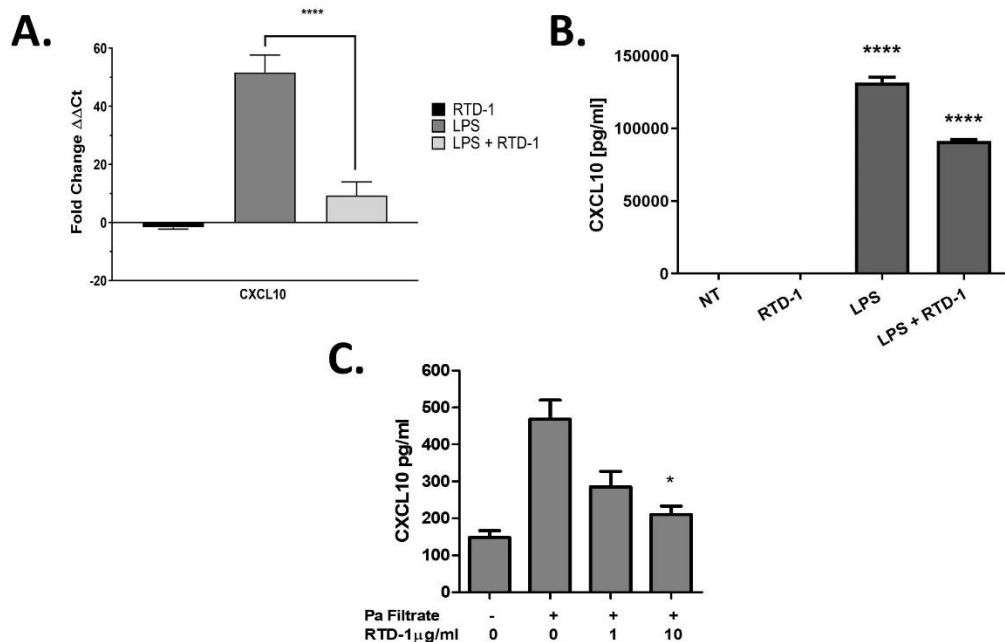 A.
****
Fold Change ΔΔCt
60
40
20
0
-20
CXCL10
RTD-1
LPS
LPS + RTD-1
B.
CXCL10 [pg/ml]
150000
100000
50000
0
****
****
NT
RTD-1
LPS
LPS + RTD-1
C.
CXCL10 pg/ml
600
500
400
300
200
100
0
*
Pa Filtrate - + + +
RTD-1µg/ml 0 0 1 10